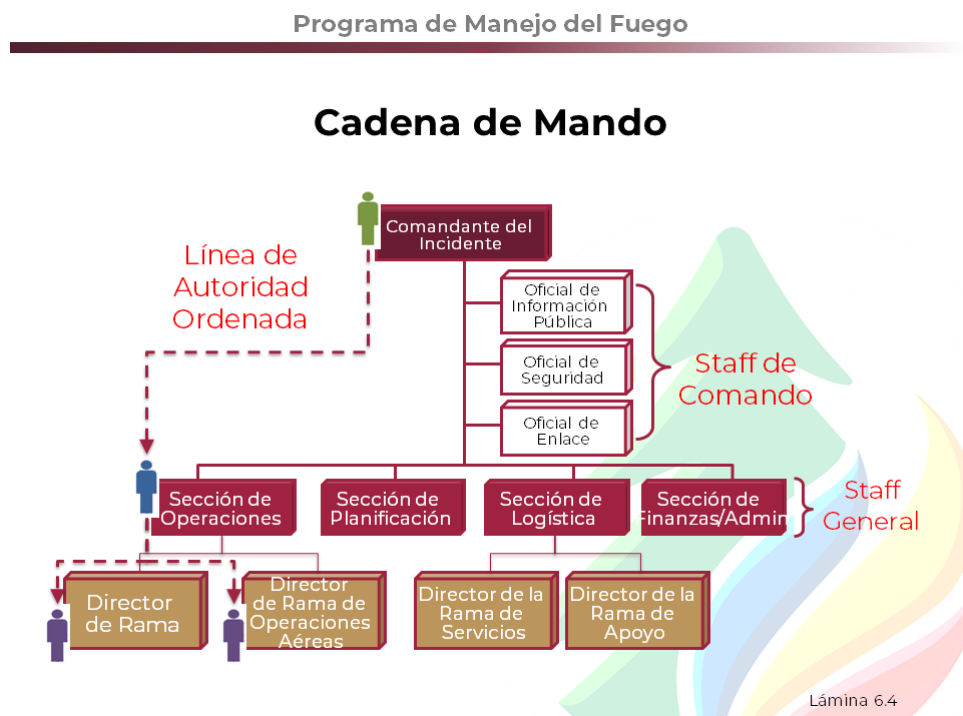 Programa de Manejo del Fuego
Cadena de Mando
Comandante del
Incidente
Línea de
Autoridad
Ordenada
Oficial de
Información
Pública
Oficial de
Seguridad
Oficial de
Enlace
Staff de
Comando
Sección de
Operaciones
Sección de
Planificación
Sección de
Logística
Sección de
Finanzas/Admin
Staff
General
Director
de Rama
Director
de Rama de
Operaciones
Aéreas
Director de la
Rama de
Servicios
Director de la
Rama de
Apoyo
Lámina 6.4